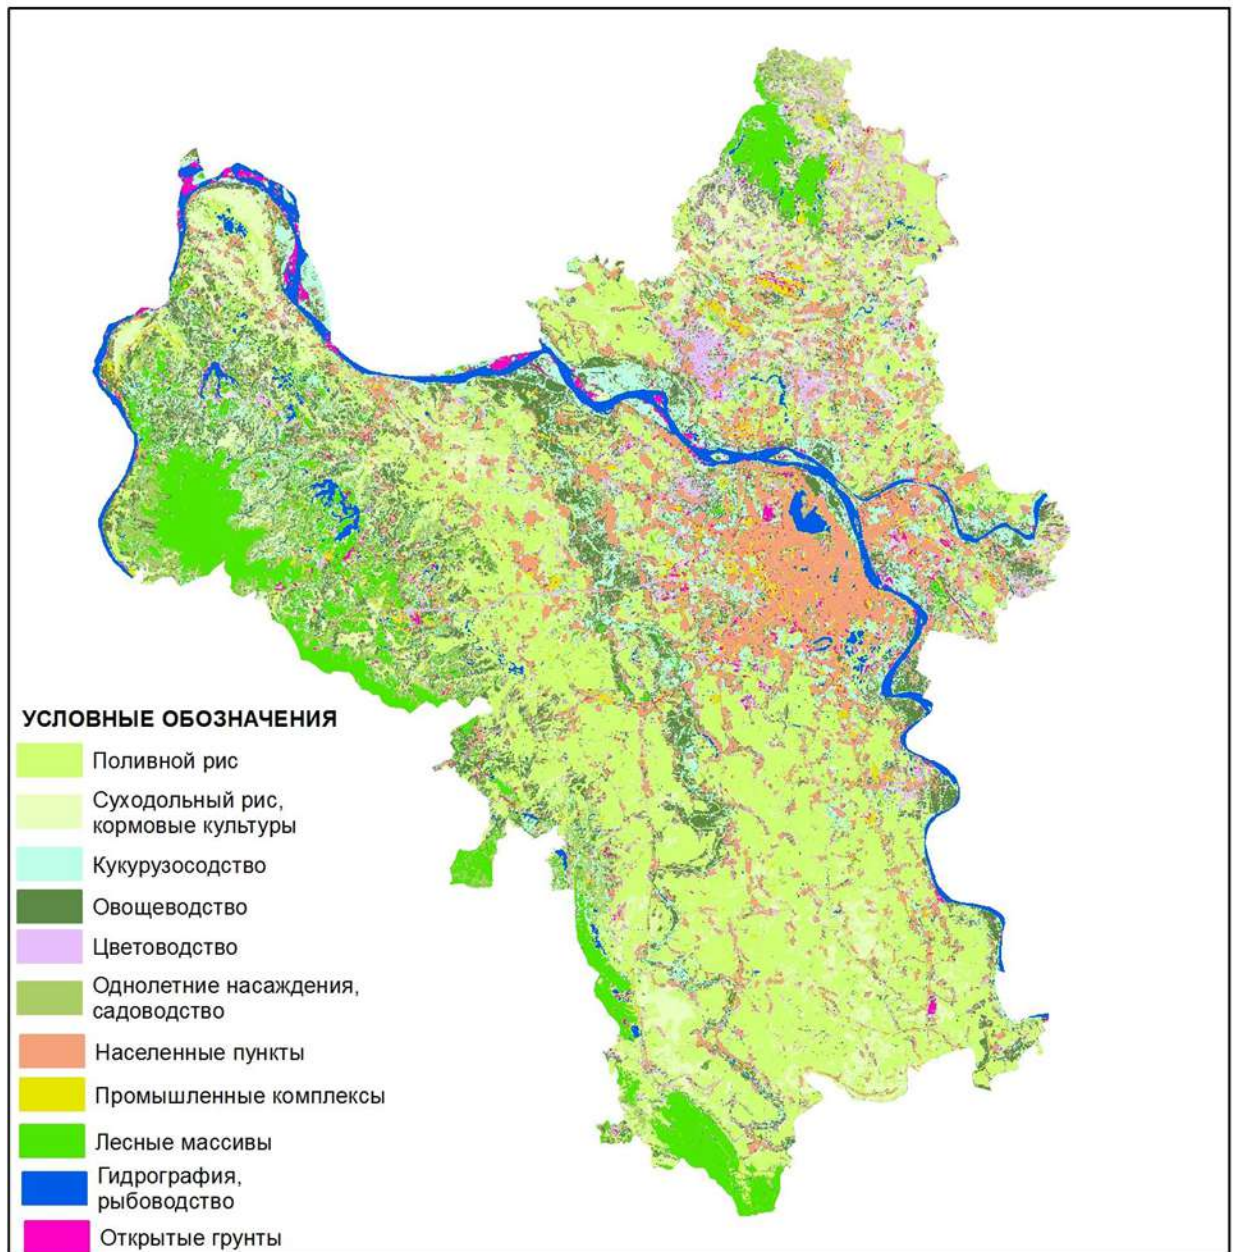 УСЛОВНЫЕ ОБОЗНАЧЕНИЯ
Поливной рис
Суходольный рис,
кормовые культуры
Кукурузосодство
Овощеводство
Цветоводство
Однолетние насаждения,
садоводство
Населенные пункты
Промышленные комплексы
Лесные массивы
Гидрография,
рыбоводство
Открытые грунты